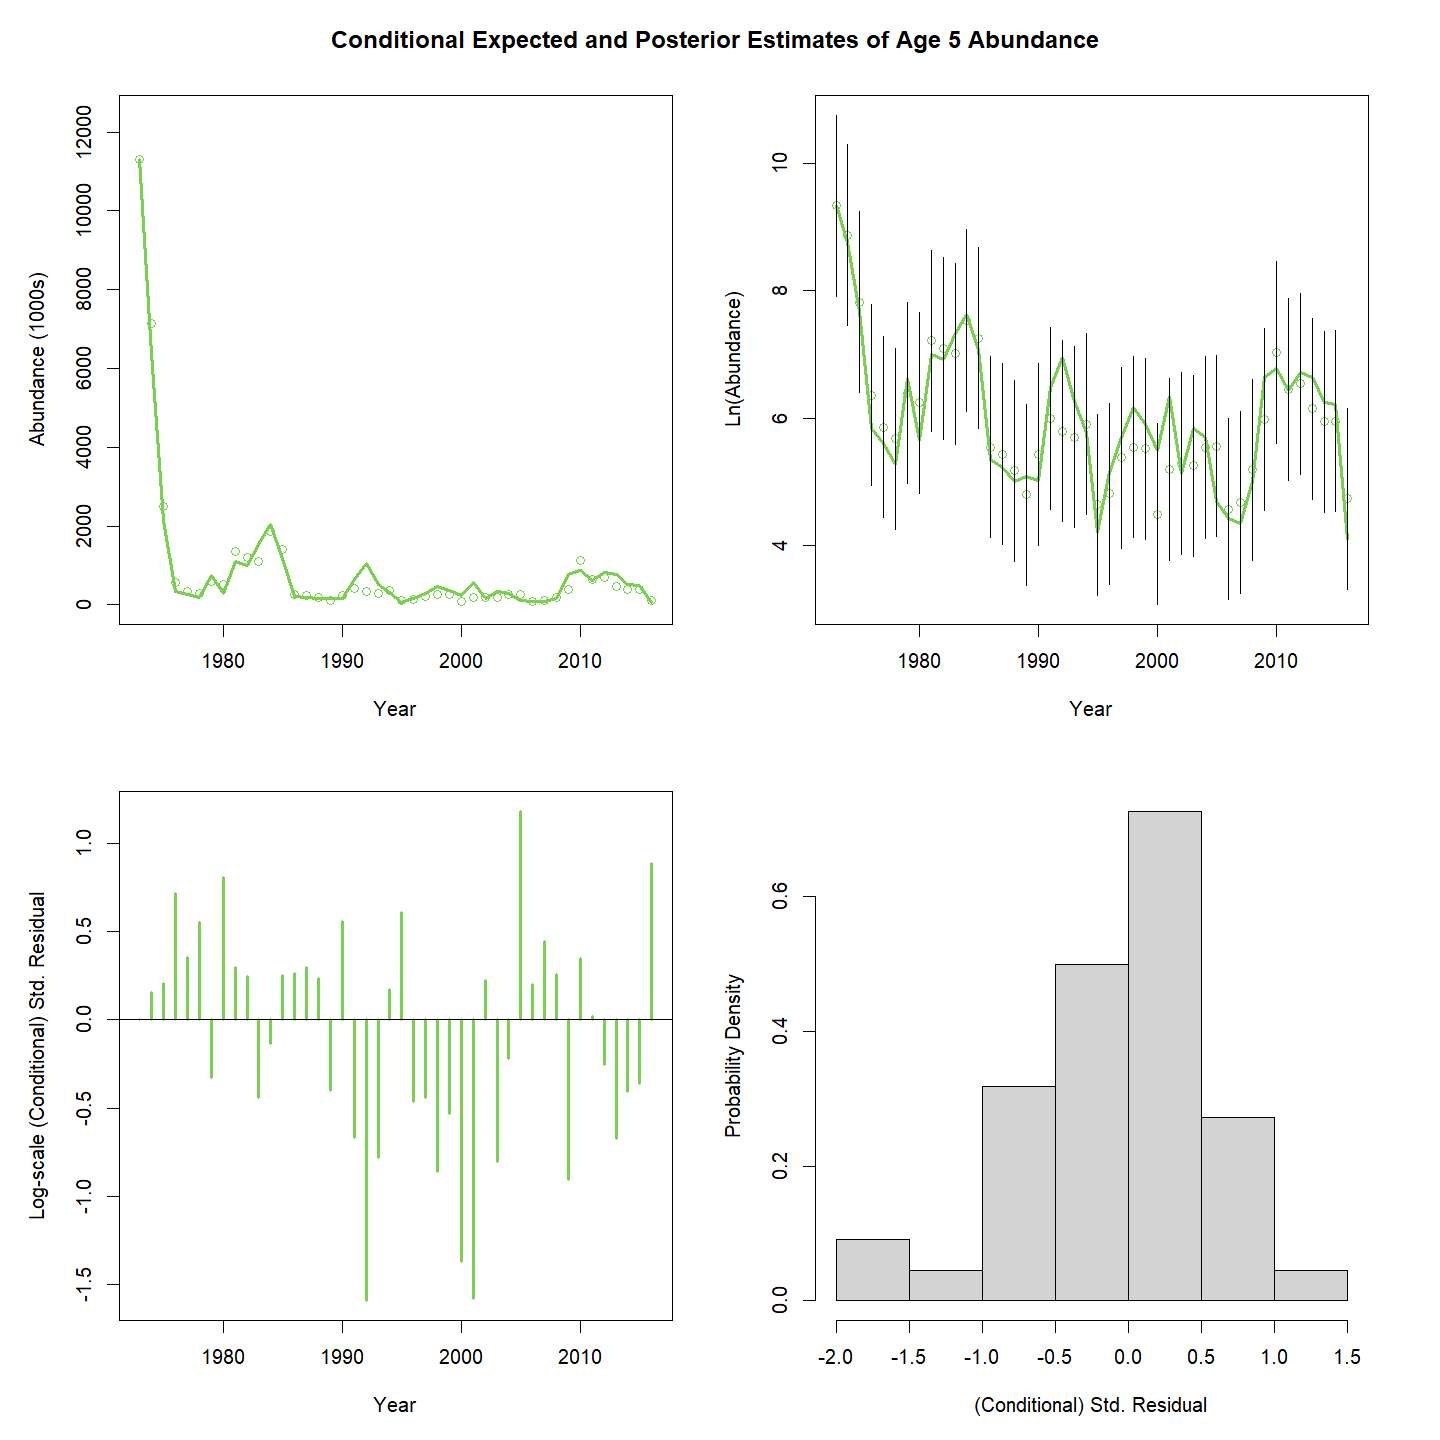 Conditional Expected and Posterior Estimates of Age 5 Abundance
Abundance (1000s)
0 2000 4000 6000 8000 10000 12000
1980 1990 2000 2010
Year
Ln(Abundance)
4 6 8 10
1980 1990 2000 2010
Year
Log-scale (Conditional) Std. Residual
-1.5 -1.0 -0.5 0.0 0.5 1.0
1980 1990 2000 2010
Year
Probability Density
0.0 0.2 0.4 0.6
-2.0 -1.5 -1.0 -0.5 0.0 0.5 1.0 1.5
(Conditional) Std. Residual